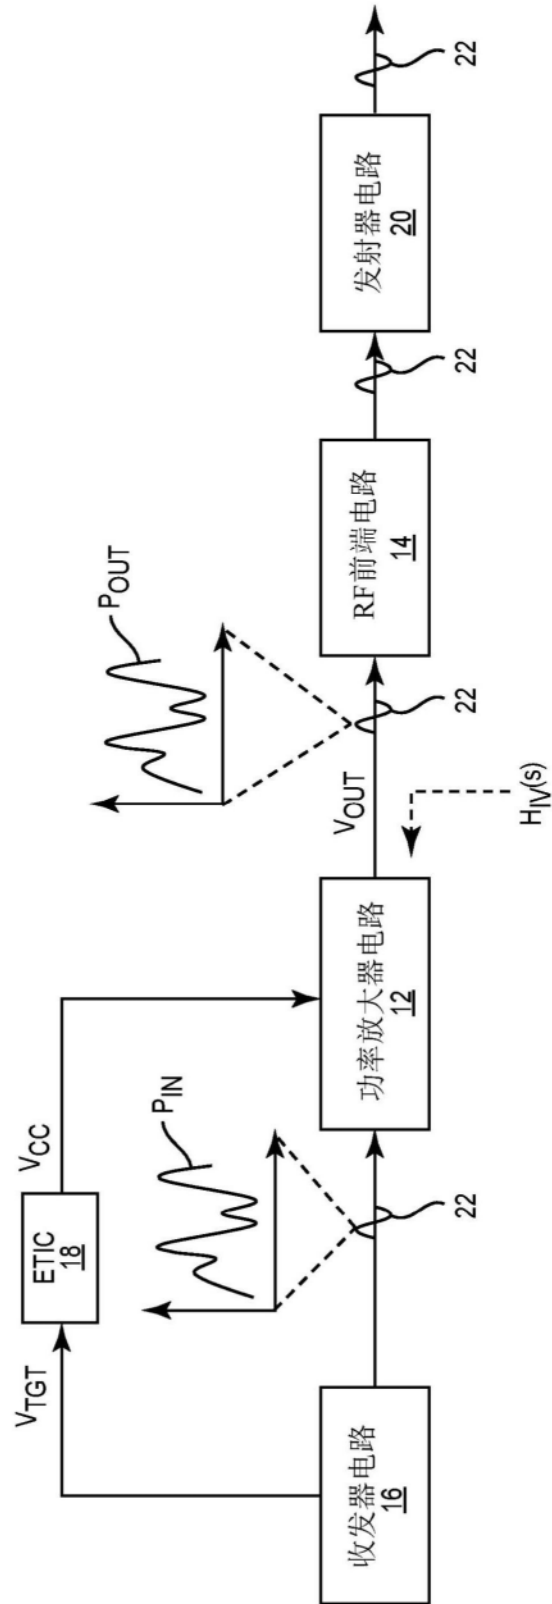 V_TGT
ETIC
18
V_CC
P_IN
P_OUT
收发器电路
16
22
功率放大器电路
12
V_OUT
22
H_IV(s)
RF前端电路
14
22
发射器电路
20
22